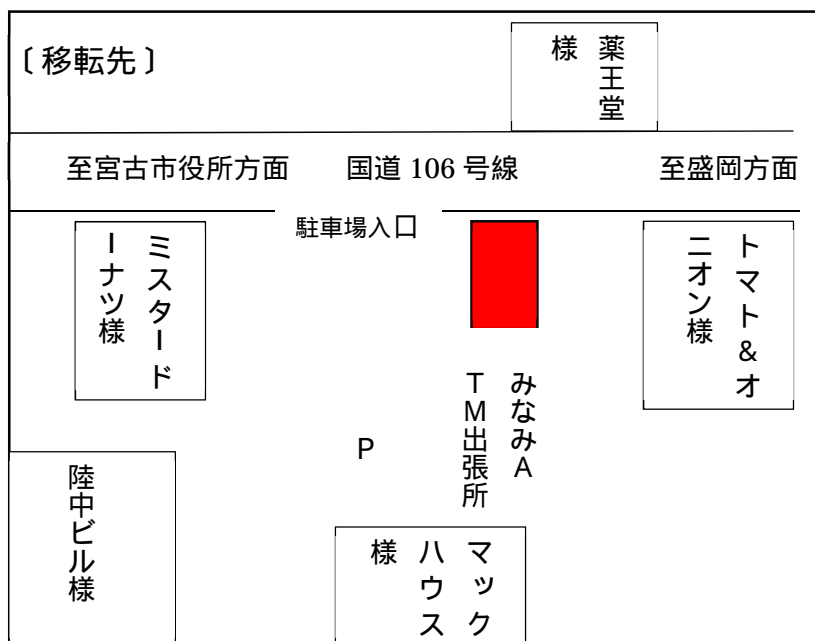 〔移転先〕
薬王堂
様
至宮古市役所方面
国道 106 号線
至盛岡方面
駐車場入口
ミスタード
ーナツ様
トマト＆オ
ニオン様
みなみＡ
ＴＭ出張所
Ｐ
陸中ビル様
マック
ハウス
様